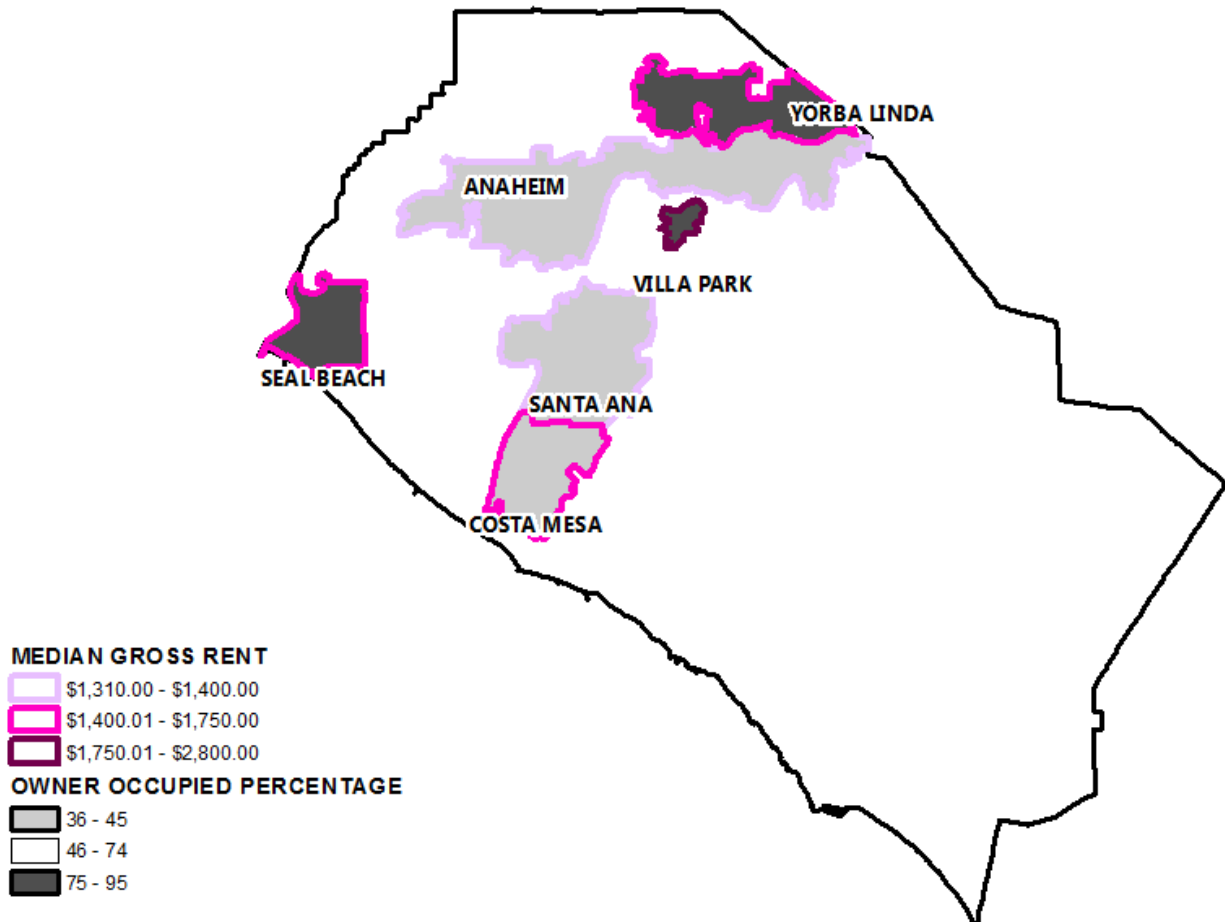 YORBA LINDA
ANAHEIM
VILLA PARK
SEAL BEACH
SANTA ANA
COSTA MESA
MEDIAN GROSS RENT
$1,310.00 - $1,400.00
$1,400.01 - $1,750.00
$1,750.01 - $2,800.00
OWNER OCCUPIED PERCENTAGE
36 - 45
46 - 74
75 - 95